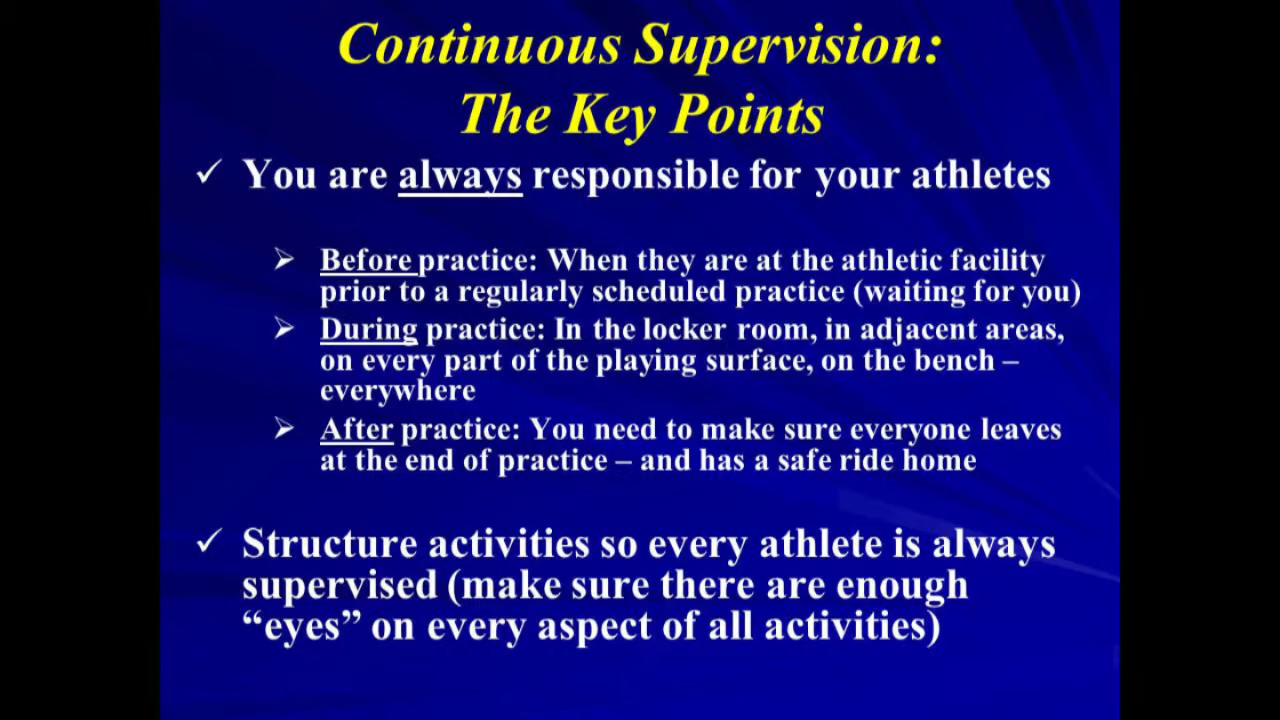 Continuous Supervision:
The Key Points
✓ You are always responsible for your athletes
➢ Before practice: When they are at the athletic facility
prior to a regularly scheduled practice (waiting for you)
➢ During practice: In the locker room, in adjacent areas,
on every part of the playing surface, on the bench –
everywhere
➢ After practice: You need to make sure everyone leaves
at the end of practice – and has a safe ride home
✓ Structure activities so every athlete is always
supervised (make sure there are enough
“eyes” on every aspect of all activities)